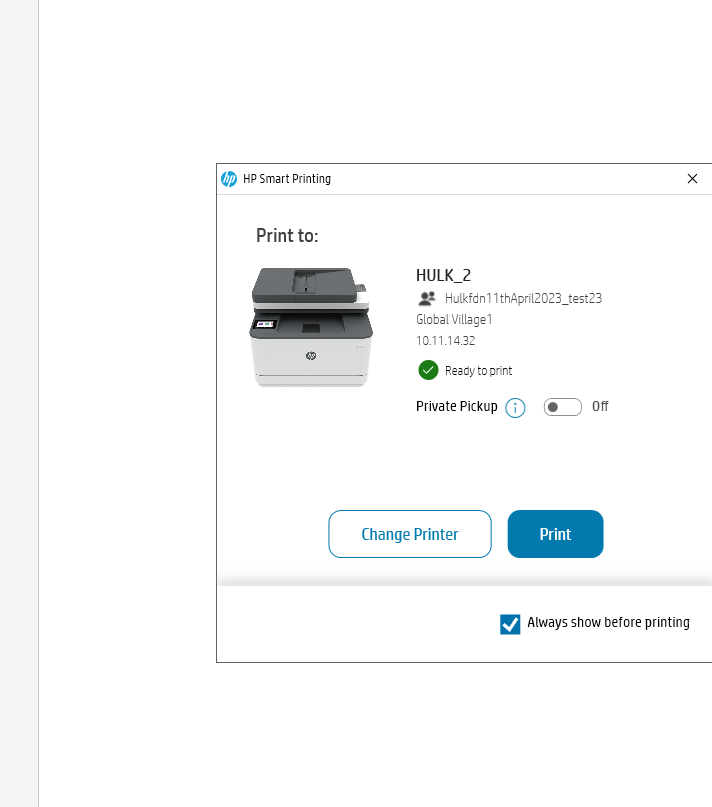 hp HP Smart Printing
Print to:
HULK_2
Hulkfdn11thApril2023_test23
Global Village1
10.11.14.32
Ready to print
Private Pickup Off
Change Printer Print
Always show before printing